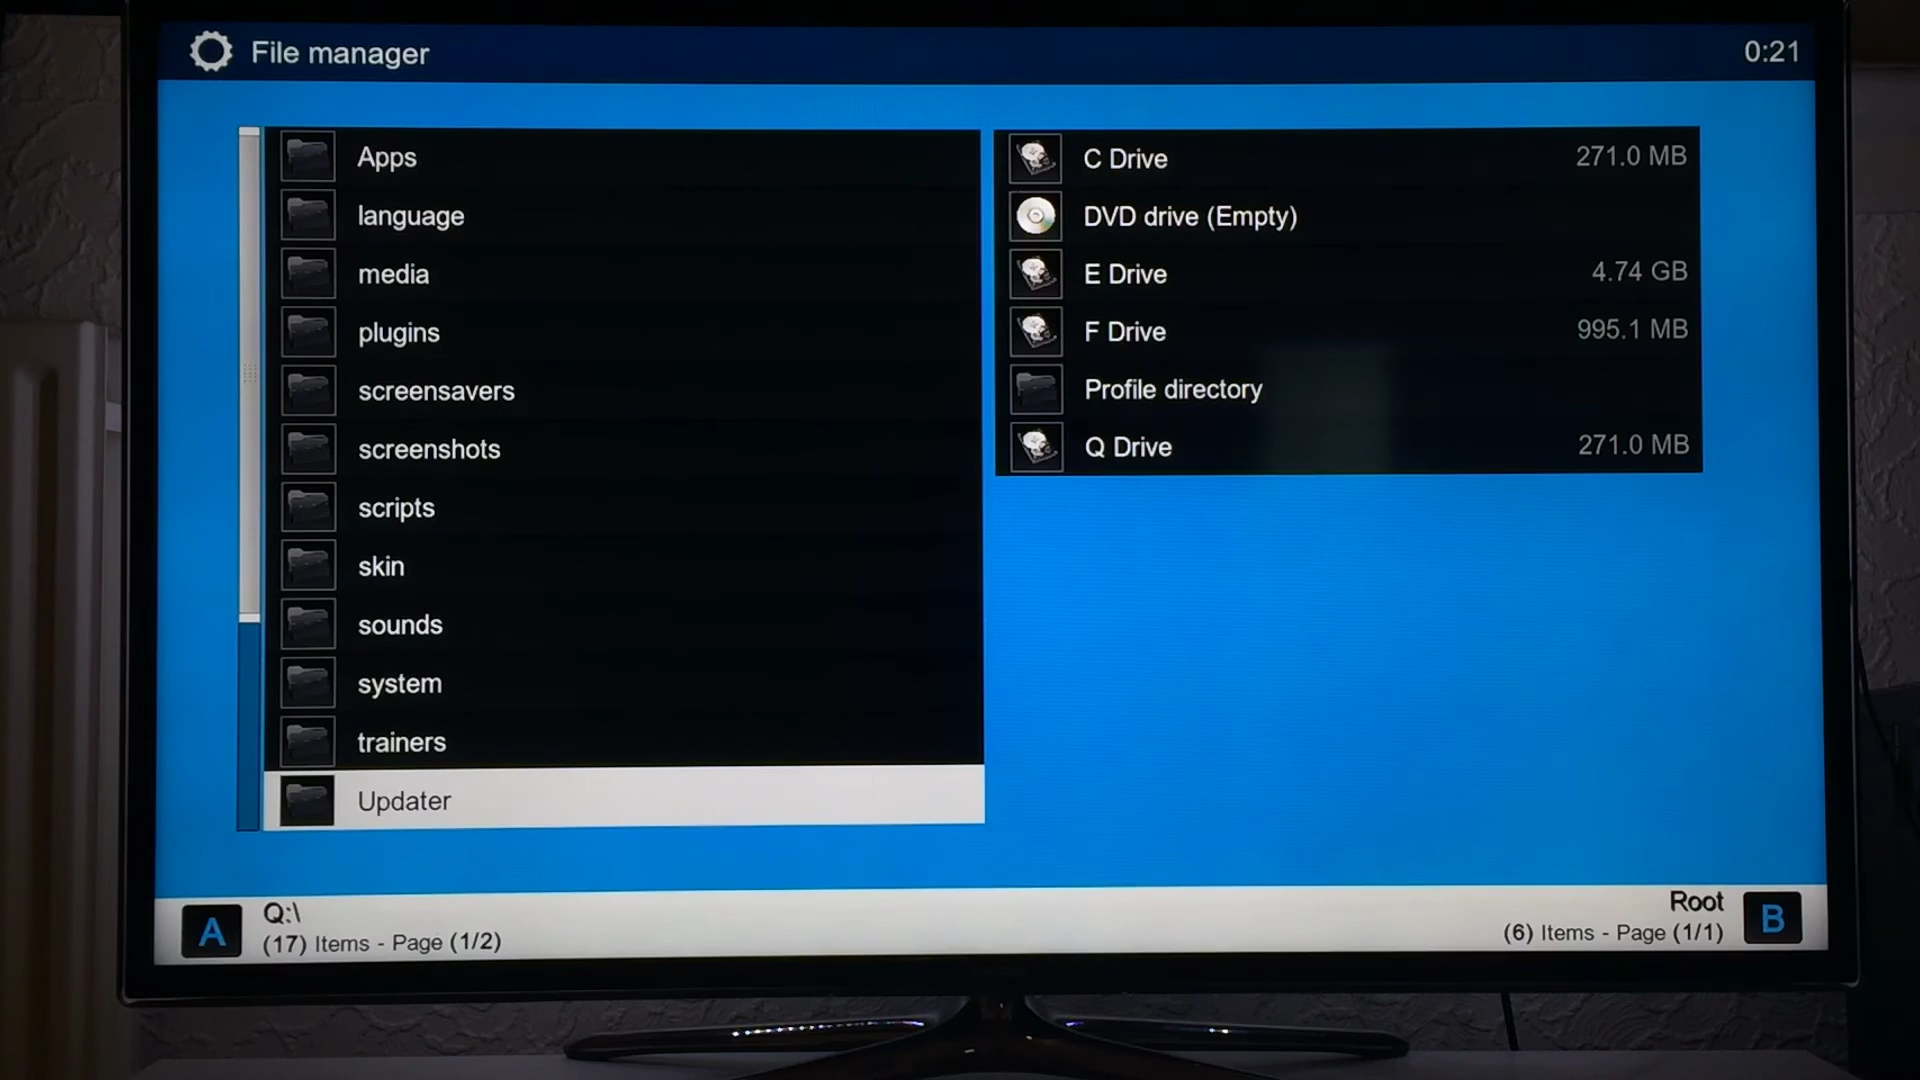 File manager
0:21
Apps
language
media
plugins
screensavers
screenshots
scripts
skin
sounds
system
trainers
Updater
C Drive 271.0 MB
DVD drive (Empty)
E Drive 4.74 GB
F Drive 995.1 MB
Profile directory
Q Drive 271.0 MB
A
Q:\
(17) Items - Page (1/2)
Root
(6) Items - Page (1/1)
B